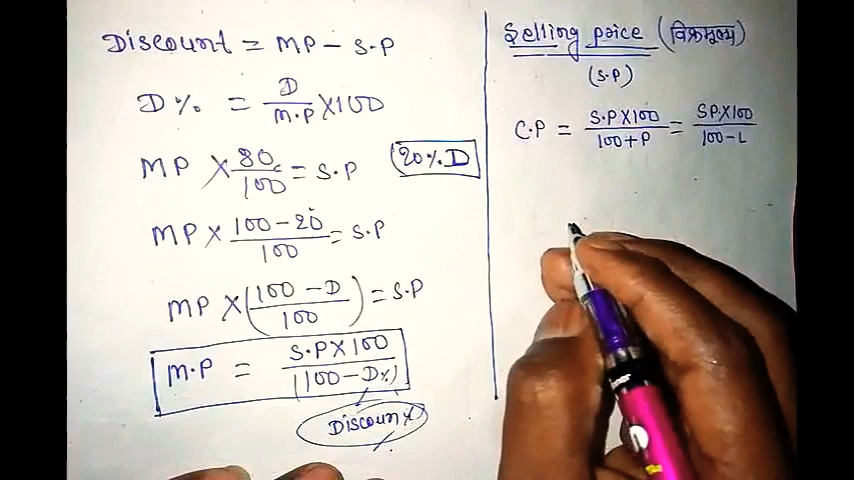 Discount = MP - S.P
D% = D/M.P × 100
MP × 80/100 = S.P (20% D
MP × 100 - 20/100 = S.P
MP × (100 - D/100) = S.P
M.P = S.P × 100/(100 - D%)
Discount
Selling price (विक्रमूल्य)
(S.P)
C.P = S.P × 100/100 + P = SP × 100/100 - L